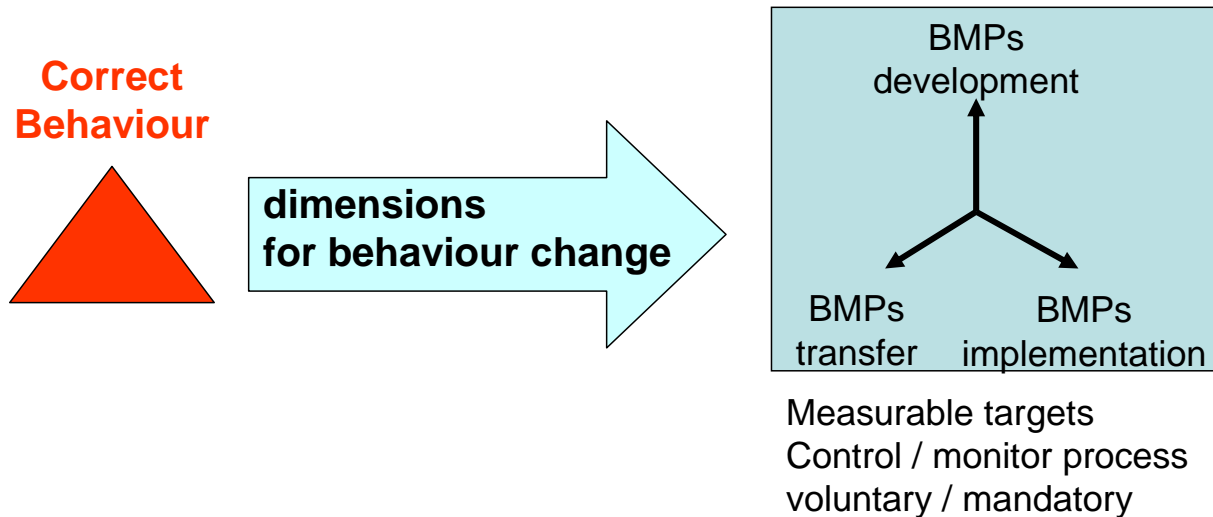 Correct
Behaviour
dimensions
for behaviour change
BMPs
development
BMPs
transfer
BMPs
implementation
Measurable targets
Control / monitor process
voluntary / mandatory